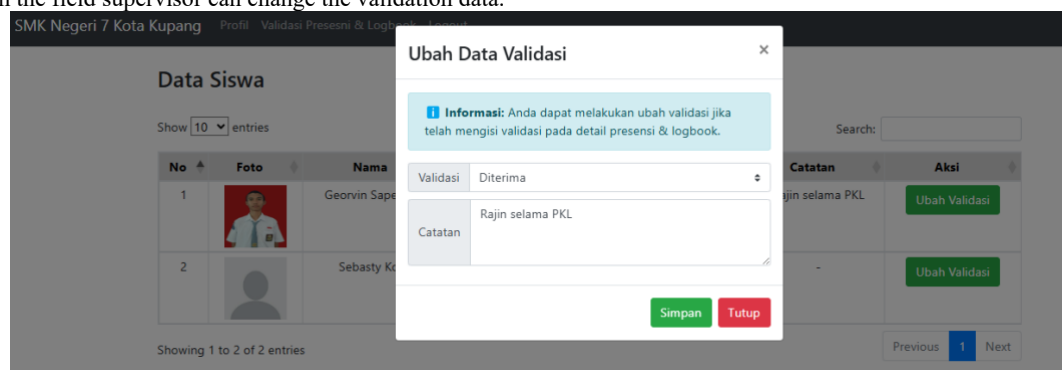 the field supervisor can change the validation data.
SMK Negeri 7 Kota Kupang Profil Validasi Presesni & Logbook Logout
Ubah Data Validasi ×
Data Siswa
Informasi: Anda dapat melakukan ubah validasi jika
telah mengisi validasi pada detail presensi & logbook.
Show 10 entries
Search:
No Foto Nama Catatan Aksi
Validasi Diterima
1 Georvin Sape ajin selama PKL Ubah Validasi
Catatan Rajin selama PKL
2 Sebasty - Ubah Validasi
Simpan Tutup
Showing 1 to 2 of 2 entries
Previous 1 Next